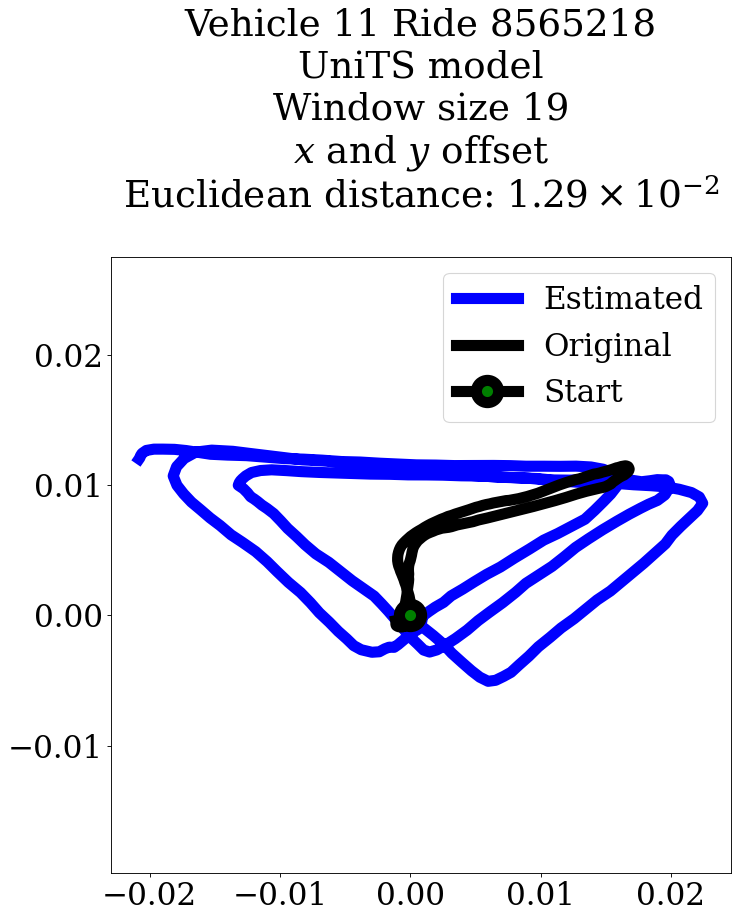 Vehicle 11 Ride 8565218
UniTS model
Window size 19
x and y offset
Euclidean distance: 1.29 × 10⁻²
Estimated
Original
Start
0.02
0.01
0.00
−0.01
−0.02 −0.01 0.00 0.01 0.02